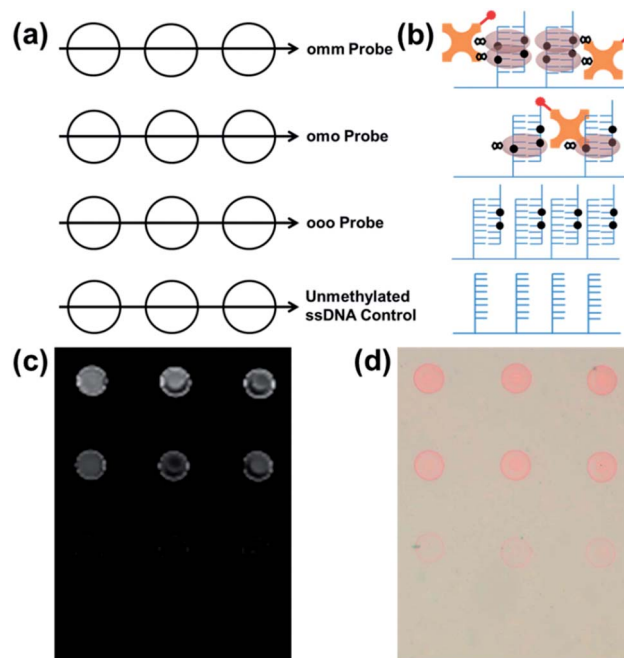 (a)
omm Probe
omo Probe
ooo Probe
Unmethylated
ssDNA Control
(b)
(c)
(d)